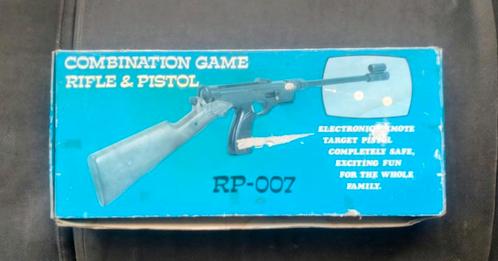 COMBINATION GAME
RIFLE & PISTOL
ELECTRONIC REMOTE
TARGET PISTOL
COMPLETELY SAFE,
EXCITING FUN
FOR THE WHOLE
FAMILY.
RP-007